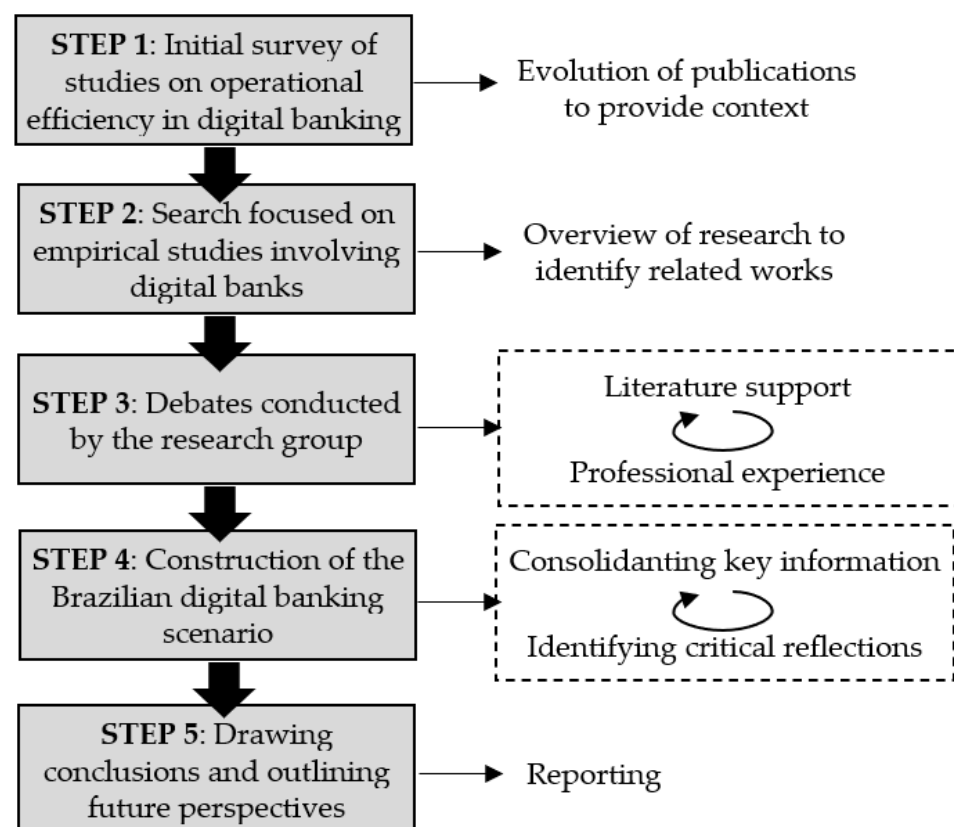 STEP 1: Initial survey of
studies on operational
efficiency in digital banking
Evolution of publications
to provide context
STEP 2: Search focused on
empirical studies involving
digital banks
Overview of research to
identify related works
STEP 3: Debates conducted
by the research group
Literature support
Professional experience
STEP 4: Construction of the
Brazilian digital banking
scenario
Consolidanting key information
Identifying critical reflections
STEP 5: Drawing
conclusions and outlining
future perspectives
Reporting